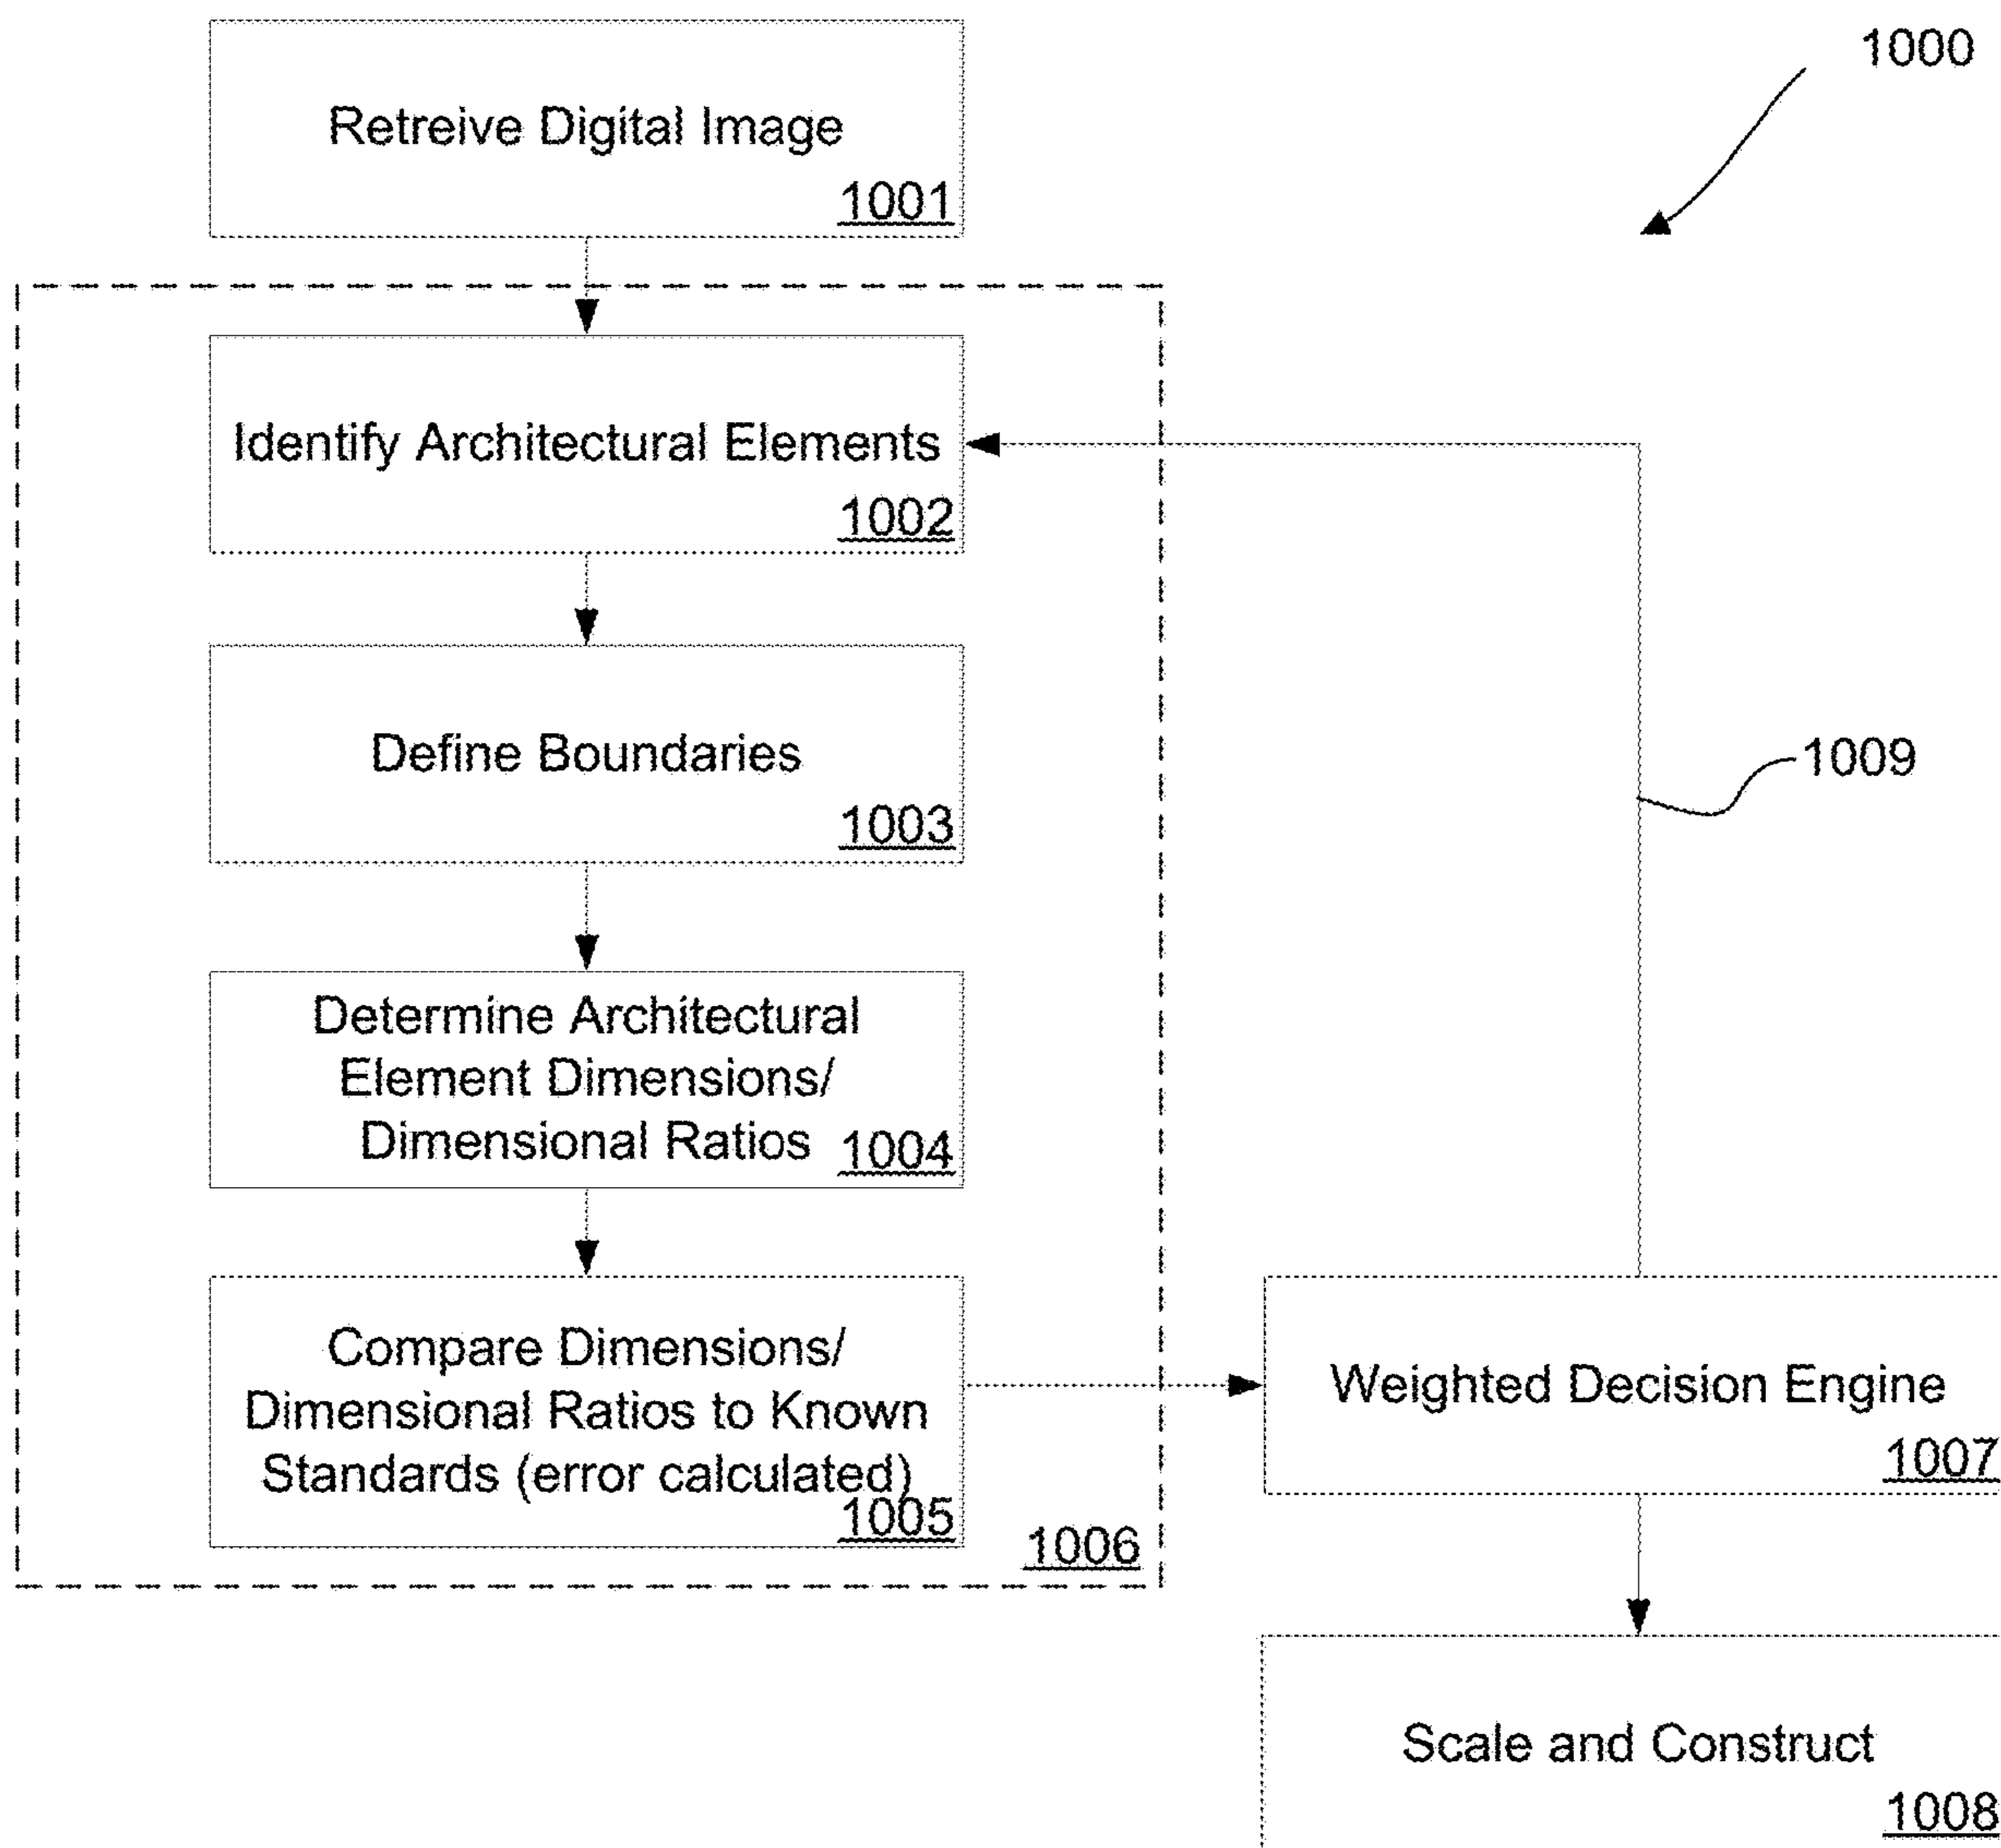 1000
Retreive Digital Image
1001
Identify Architectural Elements
1002
Define Boundaries
1003
1009
Determine Architectural
Element Dimensions/
Dimensional Ratios
1004
Compare Dimensions/
Dimensional Ratios to Known
Standards (error calculated)
1005
1006
Weighted Decision Engine
1007
Scale and Construct
1008